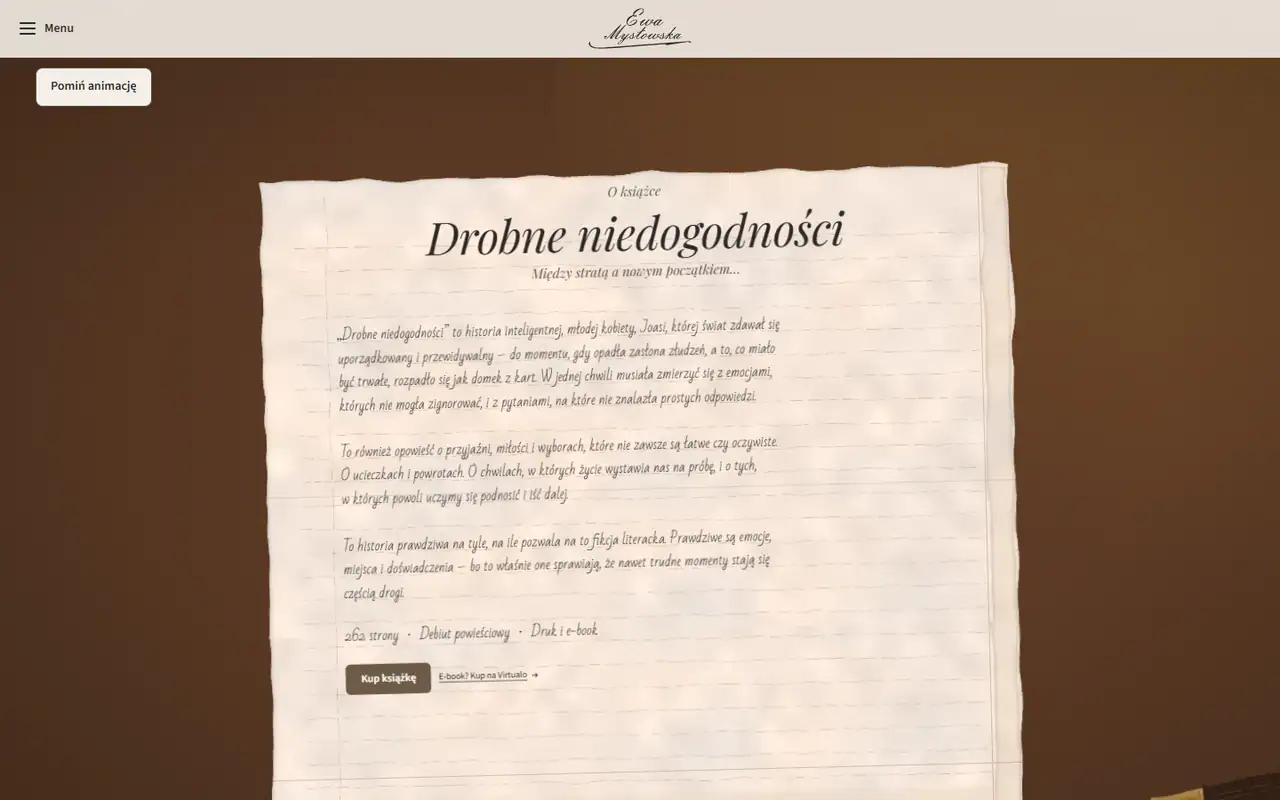 Menu
Ewa
Mysłowska
Pomiń animację
O książce
Drobne niedogodności
Między stratą a nowym początkiem...
„Drobne niedogodności” to historia inteligentnej, młodej kobiety, Joasi, której świat zdawał się
uporządkowany i przewidywalny – do momentu, gdy opadła zasłona złudzeń, a to, co miało
być trwałe, rozpadło się jak domek z kart. W jednej chwili musiała zmierzyć się z emocjami,
których nie mogła zignorować, i z pytaniami, na które nie znalazła prostych odpowiedzi.
To również opowieść o przyjaźni, miłości i wyborach, które nie zawsze są łatwe czy oczywiste.
O ucieczkach i powrotach. O chwilach, w których życie wystawia nas na próbę, i o tych,
w których powoli uczymy się podnosić i iść dalej.
To historia prawdziwa na tyle, na ile pozwala na to fikcja literacka. Prawdziwe są emocje,
miejsca i doświadczenia – bo to właśnie one sprawiają, że nawet trudne momenty stają się
częścią drogi.
262 strony · Debiut powieściowy · Druk i e-book
Kup książkę E-book? Kup na Virtualo →